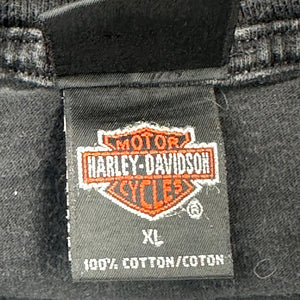 MOTOR
HARLEY-DAVIDSON
CYCLES
®
XL
100% COTTON/COTON